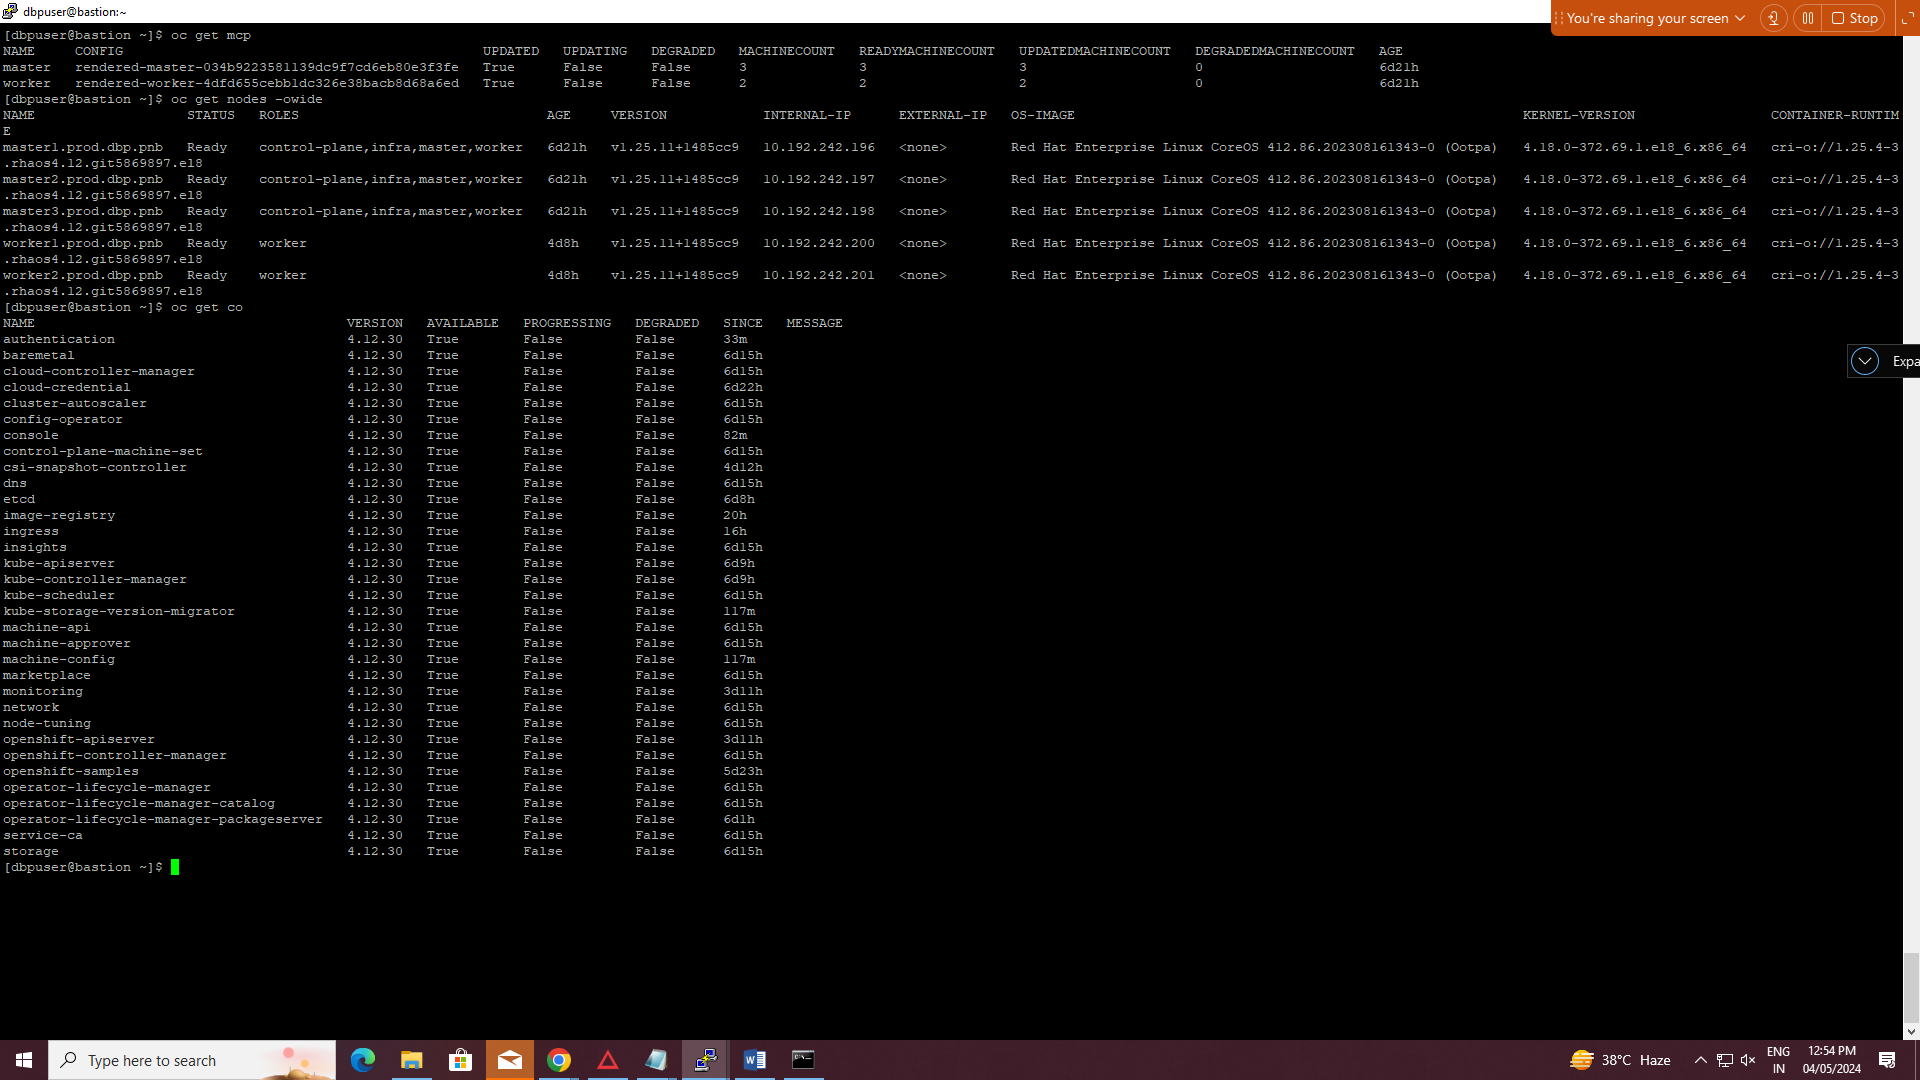 dbpuser@bastion:~
You're sharing your screen
Stop
[dbpuser@bastion ~]$ oc get mcp
NAME CONFIG UPDATED UPDATING DEGRADED MACHINECOUNT READYMACHINECOUNT UPDATEDMACHINECOUNT DEGRADEDMACHINECOUNT AGE
master rendered-master-034b9223581139dc9f7cd6eb80e3f3fe True False False 3 3 3 0 6d21h
worker rendered-worker-4dfd655cebb1dc326e38bacb8d68a6ed True False False 2 2 2 0 6d21h
[dbpuser@bastion ~]$ oc get nodes -owide
NAME STATUS ROLES AGE VERSION INTERNAL-IP EXTERNAL-IP OS-IMAGE KERNEL-VERSION CONTAINER-RUNTIM
E
master1.prod.dbp.pnb Ready control-plane,infra,master,worker 6d21h v1.25.11+1485cc9 10.192.242.196 <none> Red Hat Enterprise Linux CoreOS 412.86.202308161343-0 (Ootpa) 4.18.0-372.69.1.el8_6.x86_64 cri-o://1.25.4-3
.rhaos4.12.git5869897.el8
master2.prod.dbp.pnb Ready control-plane,infra,master,worker 6d21h v1.25.11+1485cc9 10.192.242.197 <none> Red Hat Enterprise Linux CoreOS 412.86.202308161343-0 (Ootpa) 4.18.0-372.69.1.el8_6.x86_64 cri-o://1.25.4-3
.rhaos4.12.git5869897.el8
master3.prod.dbp.pnb Ready control-plane,infra,master,worker 6d21h v1.25.11+1485cc9 10.192.242.198 <none> Red Hat Enterprise Linux CoreOS 412.86.202308161343-0 (Ootpa) 4.18.0-372.69.1.el8_6.x86_64 cri-o://1.25.4-3
.rhaos4.12.git5869897.el8
worker1.prod.dbp.pnb Ready worker 4d8h v1.25.11+1485cc9 10.192.242.200 <none> Red Hat Enterprise Linux CoreOS 412.86.202308161343-0 (Ootpa) 4.18.0-372.69.1.el8_6.x86_64 cri-o://1.25.4-3
.rhaos4.12.git5869897.el8
worker2.prod.dbp.pnb Ready worker 4d8h v1.25.11+1485cc9 10.192.242.201 <none> Red Hat Enterprise Linux CoreOS 412.86.202308161343-0 (Ootpa) 4.18.0-372.69.1.el8_6.x86_64 cri-o://1.25.4-3
.rhaos4.12.git5869897.el8
[dbpuser@bastion ~]$ oc get co
NAME VERSION AVAILABLE PROGRESSING DEGRADED SINCE MESSAGE
authentication 4.12.30 True False False 33m
baremetal 4.12.30 True False False 6d15h
cloud-controller-manager 4.12.30 True False False 6d15h
cloud-credential 4.12.30 True False False 6d22h
cluster-autoscaler 4.12.30 True False False 6d15h
config-operator 4.12.30 True False False 6d15h
console 4.12.30 True False False 82m
control-plane-machine-set 4.12.30 True False False 6d15h
csi-snapshot-controller 4.12.30 True False False 4d12h
dns 4.12.30 True False False 6d15h
etcd 4.12.30 True False False 6d8h
image-registry 4.12.30 True False False 20h
ingress 4.12.30 True False False 16h
insights 4.12.30 True False False 6d15h
kube-apiserver 4.12.30 True False False 6d9h
kube-controller-manager 4.12.30 True False False 6d9h
kube-scheduler 4.12.30 True False False 6d15h
kube-storage-version-migrator 4.12.30 True False False 117m
machine-api 4.12.30 True False False 6d15h
machine-approver 4.12.30 True False False 6d15h
machine-config 4.12.30 True False False 117m
marketplace 4.12.30 True False False 6d15h
monitoring 4.12.30 True False False 3d11h
network 4.12.30 True False False 6d15h
node-tuning 4.12.30 True False False 6d15h
openshift-apiserver 4.12.30 True False False 3d11h
openshift-controller-manager 4.12.30 True False False 6d15h
openshift-samples 4.12.30 True False False 5d23h
operator-lifecycle-manager 4.12.30 True False False 6d15h
operator-lifecycle-manager-catalog 4.12.30 True False False 6d15h
operator-lifecycle-manager-packageserver 4.12.30 True False False 6d1h
service-ca 4.12.30 True False False 6d15h
storage 4.12.30 True False False 6d15h
[dbpuser@bastion ~]$
Expa
Type here to search
38°C Haze
ENG
IN
12:54 PM
04/05/2024